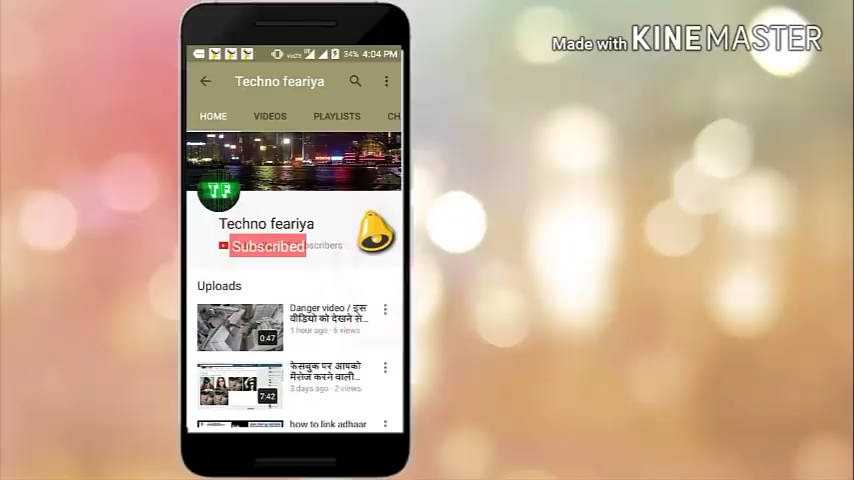 Made with KINEMASTER
VoLTE 34% 4:04 PM
Techno feariya
HOME VIDEOS PLAYLISTS CH
TF
Techno feariya
Subscribed scribers
Uploads
Danger video / इस
वीडियो को देखने से...
1 hour ago · 6 views
0:47
फेसबुक पर आपको
मैसेज करने वाली...
3 days ago · 2 views
7:42
how to link adhaar